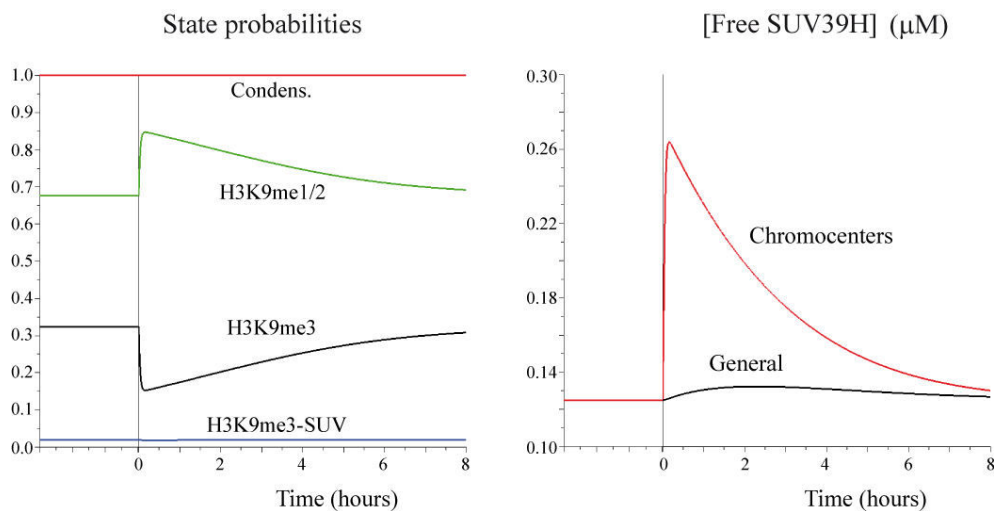 State probabilities
1.0
0.9
0.8
0.7
0.6
0.5
0.4
0.3
0.2
0.1
0.0
Condens.
H3K9me1/2
H3K9me3
H3K9me3-SUV
0
2
4
6
8
Time (hours)
[Free SUV39H] (μM)
0.30
0.26
0.22
0.18
0.14
0.10
Chromocenters
General
0
2
4
6
8
Time (hours)